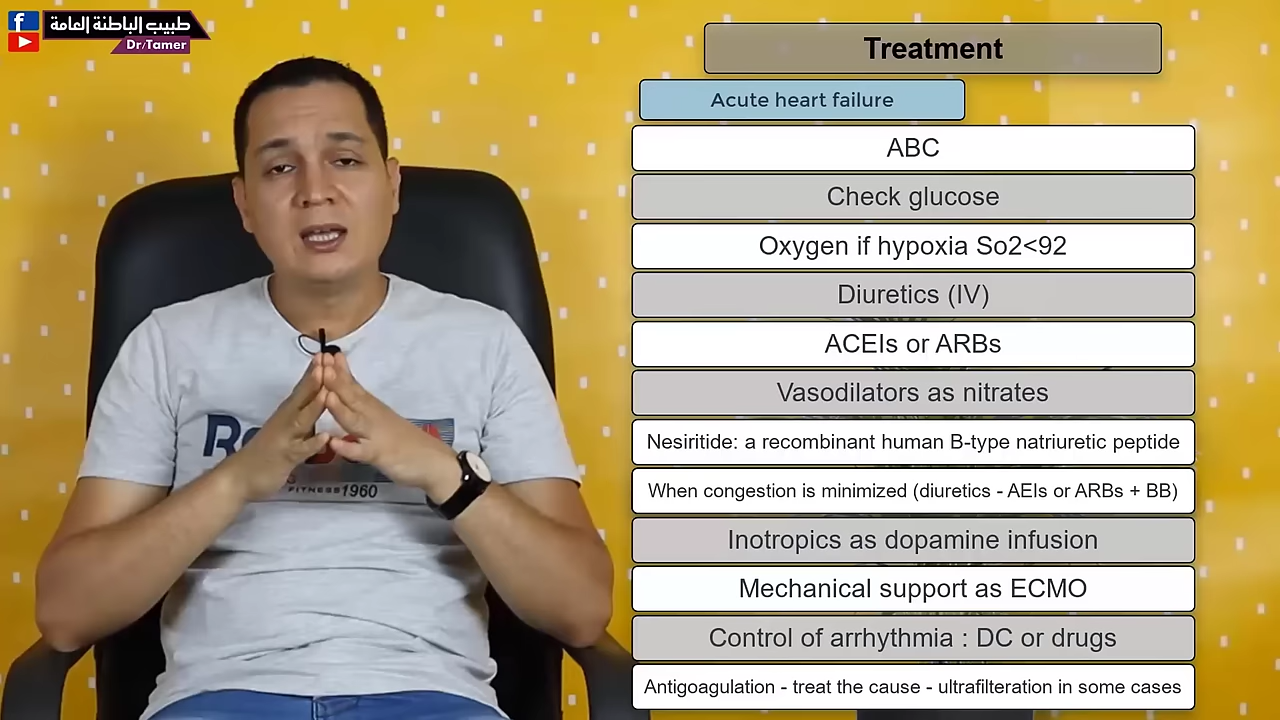 طبيب الباطنة العامة
Dr/Tamer
Treatment
Acute heart failure
ABC
Check glucose
Oxygen if hypoxia So2<92
Diuretics (IV)
ACEIs or ARBs
Vasodilators as nitrates
Nesiritide: a recombinant human B-type natriuretic peptide
When congestion is minimized (diuretics - AEIs or ARBs + BB)
Inotropics as dopamine infusion
Mechanical support as ECMO
Control of arrhythmia : DC or drugs
Antigoagulation - treat the cause - ultrafilteration in some cases
FITNESS 1960